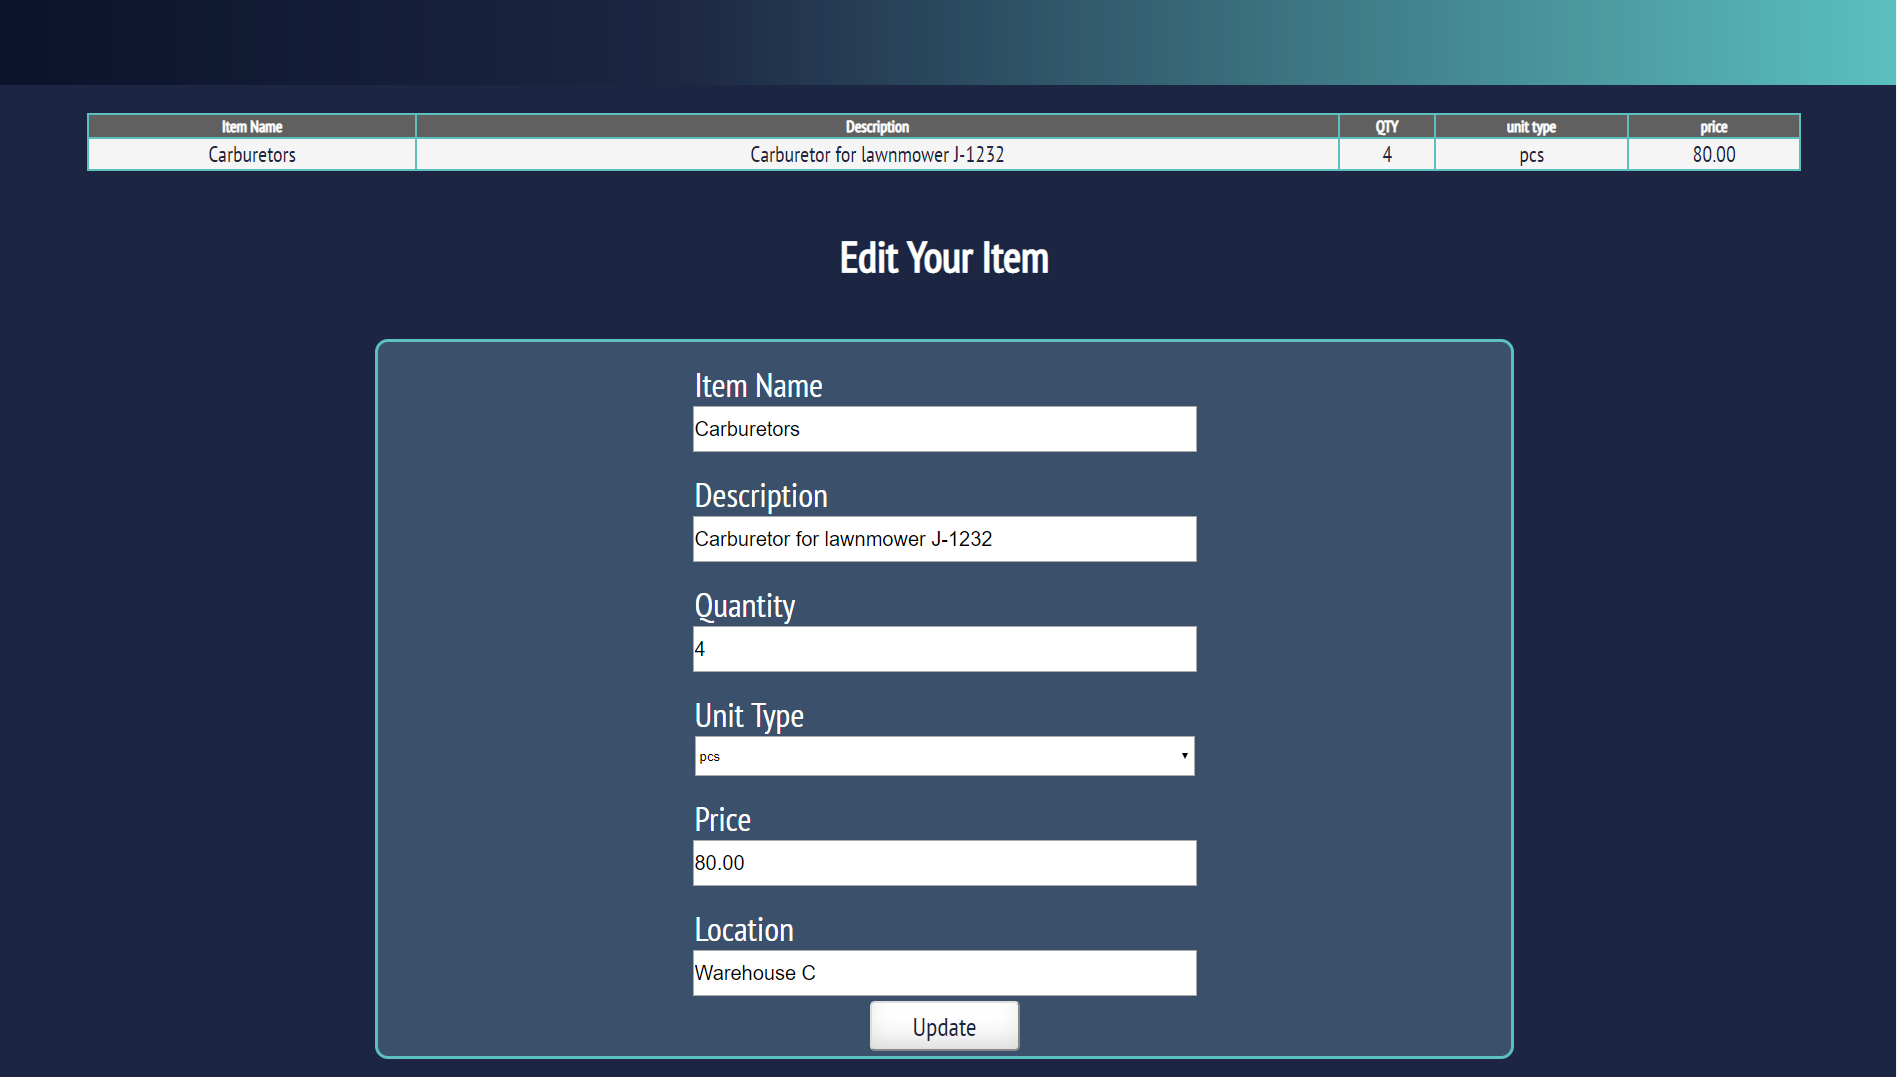 Item Name Description QTY unit type price
Carburetors Carburetor for lawnmower J-1232 4 pcs 80.00
Edit Your Item
Item Name
Carburetors
Description
Carburetor for lawnmower J-1232
Quantity
4
Unit Type
pcs
Price
80.00
Location
Warehouse C
Update